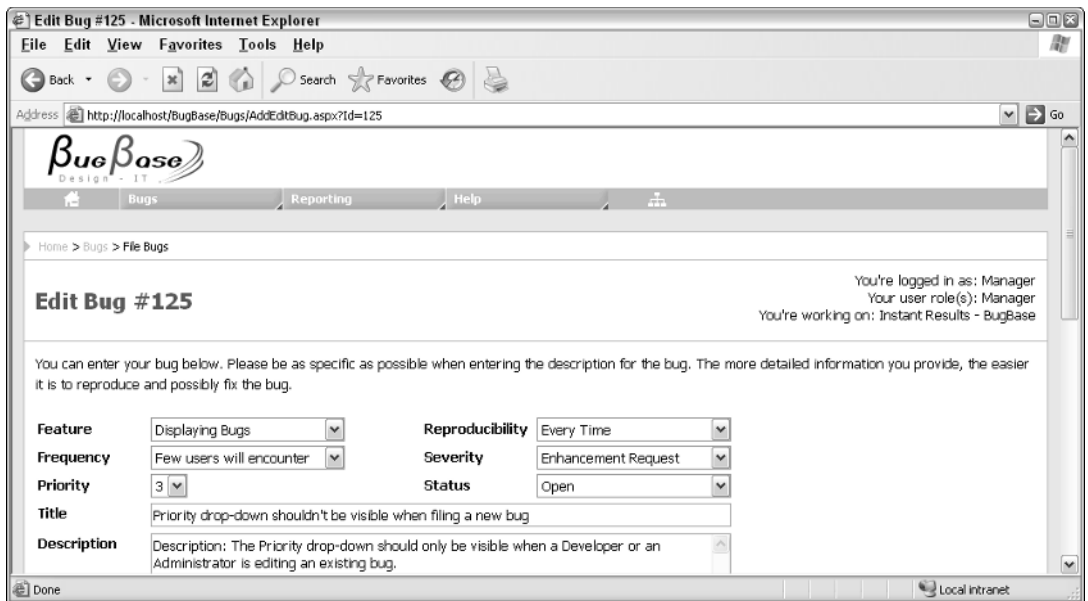 Edit Bug #125 - Microsoft Internet Explorer
File Edit View Favorites Tools Help
Back Search Favorites
Address http://localhost/BugBase/Bugs/AddEditBug.aspx?Id=125 Go
βug βase
Design - IT
Bugs Reporting Help
Home > Bugs > File Bugs
You're logged in as: Manager
Your user role(s): Manager
You're working on: Instant Results - BugBase
Edit Bug #125
You can enter your bug below. Please be as specific as possible when entering the description for the bug. The more detailed information you provide, the easier
it is to reproduce and possibly fix the bug.
Feature Displaying Bugs Reproducibility Every Time
Frequency Few users will encounter Severity Enhancement Request
Priority 3 Status Open
Title Priority drop-down shouldn't be visible when filing a new bug
Description Description: The Priority drop-down should only be visible when a Developer or an
Administrator is editing an existing bug.
Done Local intranet